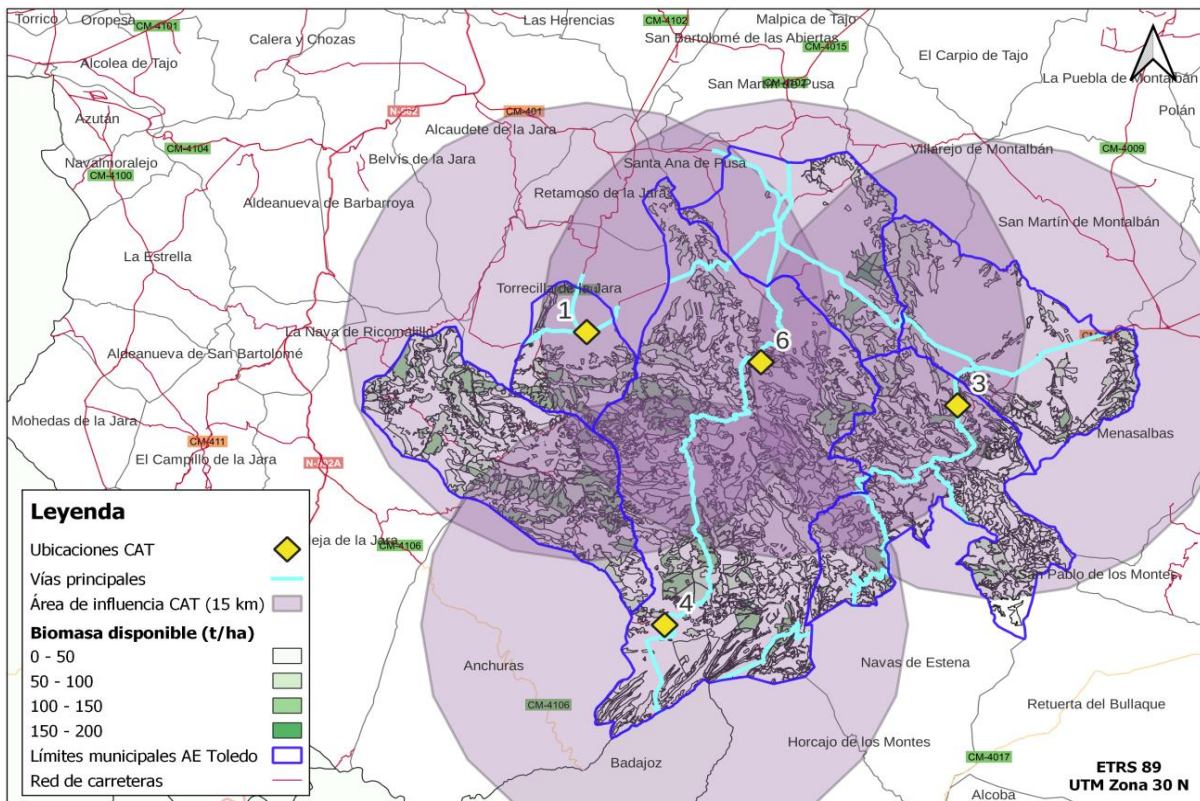 Torrico
Oropesa
CM-4101
Calera y Chozas
Las Herencias
CM-4102
Malpica de Tajo
San Bartolomé de las Abiertas
CM-4015
El Carpio de Tajo
Alcolea de Tajo
San Martín de Pusa
La Puebla de Montalbán
Polán
Azután
CM-401
Alcaudete de la Jara
CM-4104
Navalmoralejo
CM-4100
Belvís de la Jara
Santa Ana de Pusa
Villarejo de Montalbán
CM-4009
Retamoso de la Jara
Aldeanueva de Barbarroya
San Martín de Montalbán
La Estrella
Torrecilla de la Jara
1
La Nava de Ricomalillo
6
Aldeanueva de San Bartolomé
3
Mohedas de la Jara
CM-411
El Campillo de la Jara
N-502A
Menasalbas
Leyenda
Ubicaciones CAT
Vías principales
Área de influencia CAT (15 km)
Biomasa disponible (t/ha)
0 - 50
50 - 100
100 - 150
150 - 200
Límites municipales AE Toledo
Red de carreteras
eja de la Jara
CM-4106
San Pablo de los Montes
4
Anchuras
Navas de Estena
CM-4106
Retuerta del Bullaque
Horcajo de los Montes
CM-4017
Badajoz
Alcoba
ETRS 89
UTM Zona 30 N